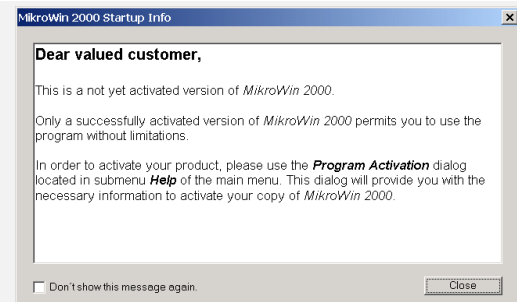 MikroWin 2000 Startup Info
Dear valued customer,
This is a not yet activated version of MikroWin 2000.
Only a successfully activated version of MikroWin 2000 permits you to use the
program without limitations.
In order to activate your product, please use the Program Activation dialog
located in submenu Help of the main menu. This dialog will provide you with the
necessary information to activate your copy of MikroWin 2000.
Don´t show this message again.
Close